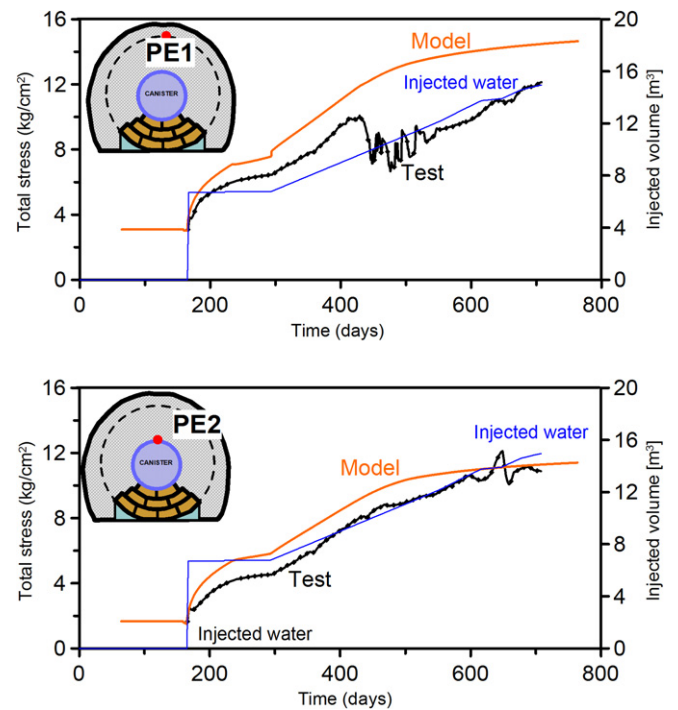 16
12
8
4
0
Total stress (kg/cm²)
PE1
CANISTER
Model
Injected water
Test
20
16
12
8
4
0
Injected volume [m³]
0
200
400
600
800
Time (days)
16
12
8
4
0
Total stress (kg/cm²)
PE2
CANISTER
Injected water
Model
Test
Injected water
20
16
12
8
4
0
Injected volume [m³]
0
200
400
600
800
Time (days)